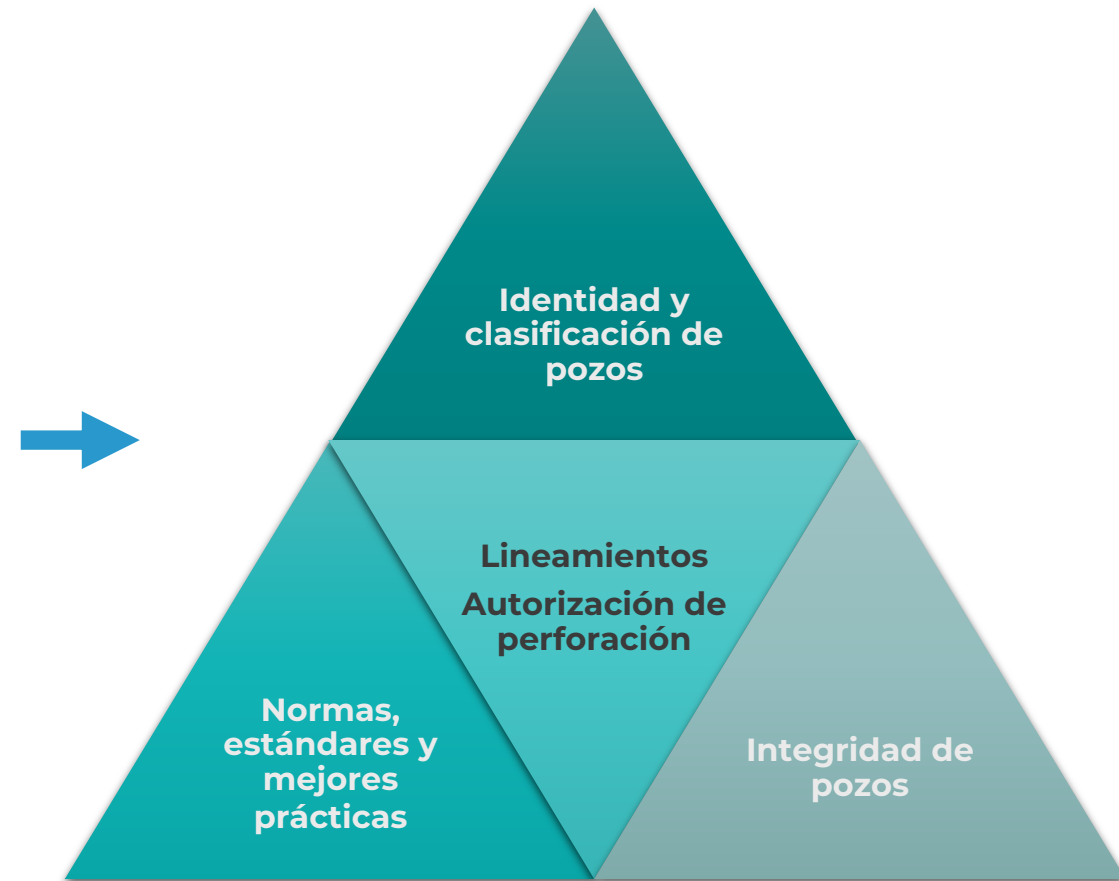 Identidad y
clasificación de
pozos
Lineamientos
Autorización de
perforación
Normas,
estándares y
mejores
prácticas
Integridad de
pozos